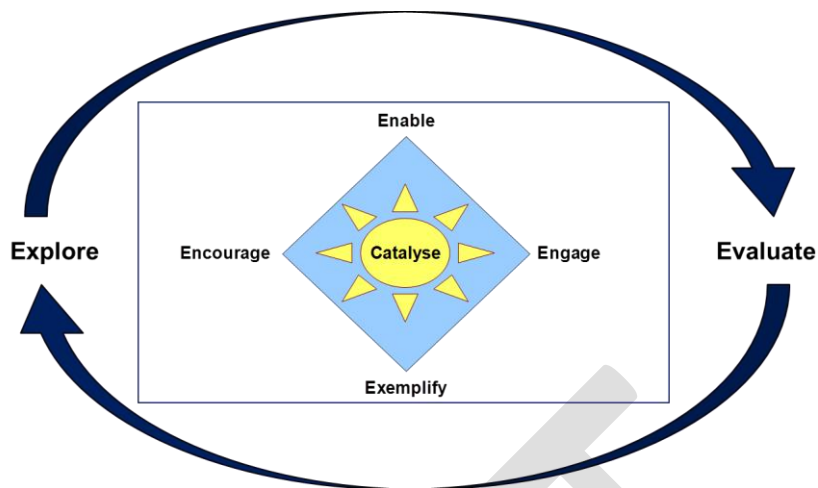 Enable
Explore
Encourage
Catalyse
Engage
Evaluate
Exemplify